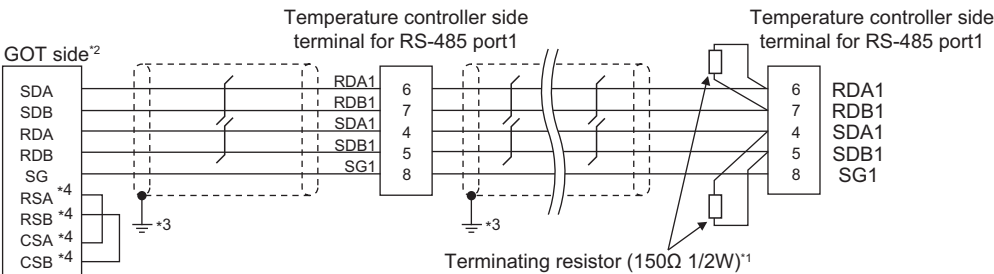 Temperature controller side
terminal for RS-485 port1
Temperature controller side
terminal for RS-485 port1
GOT side*2
SDA
SDB
RDA
RDB
SG
RSA *4
RSB *4
CSA *4
CSB *4
RDA1
RDB1
SDA1
SDB1
SG1
6
7
4
5
8
6
7
4
5
8
RDA1
RDB1
SDA1
SDB1
SG1
*3
*3
Terminating resistor (150Ω 1/2W)*1